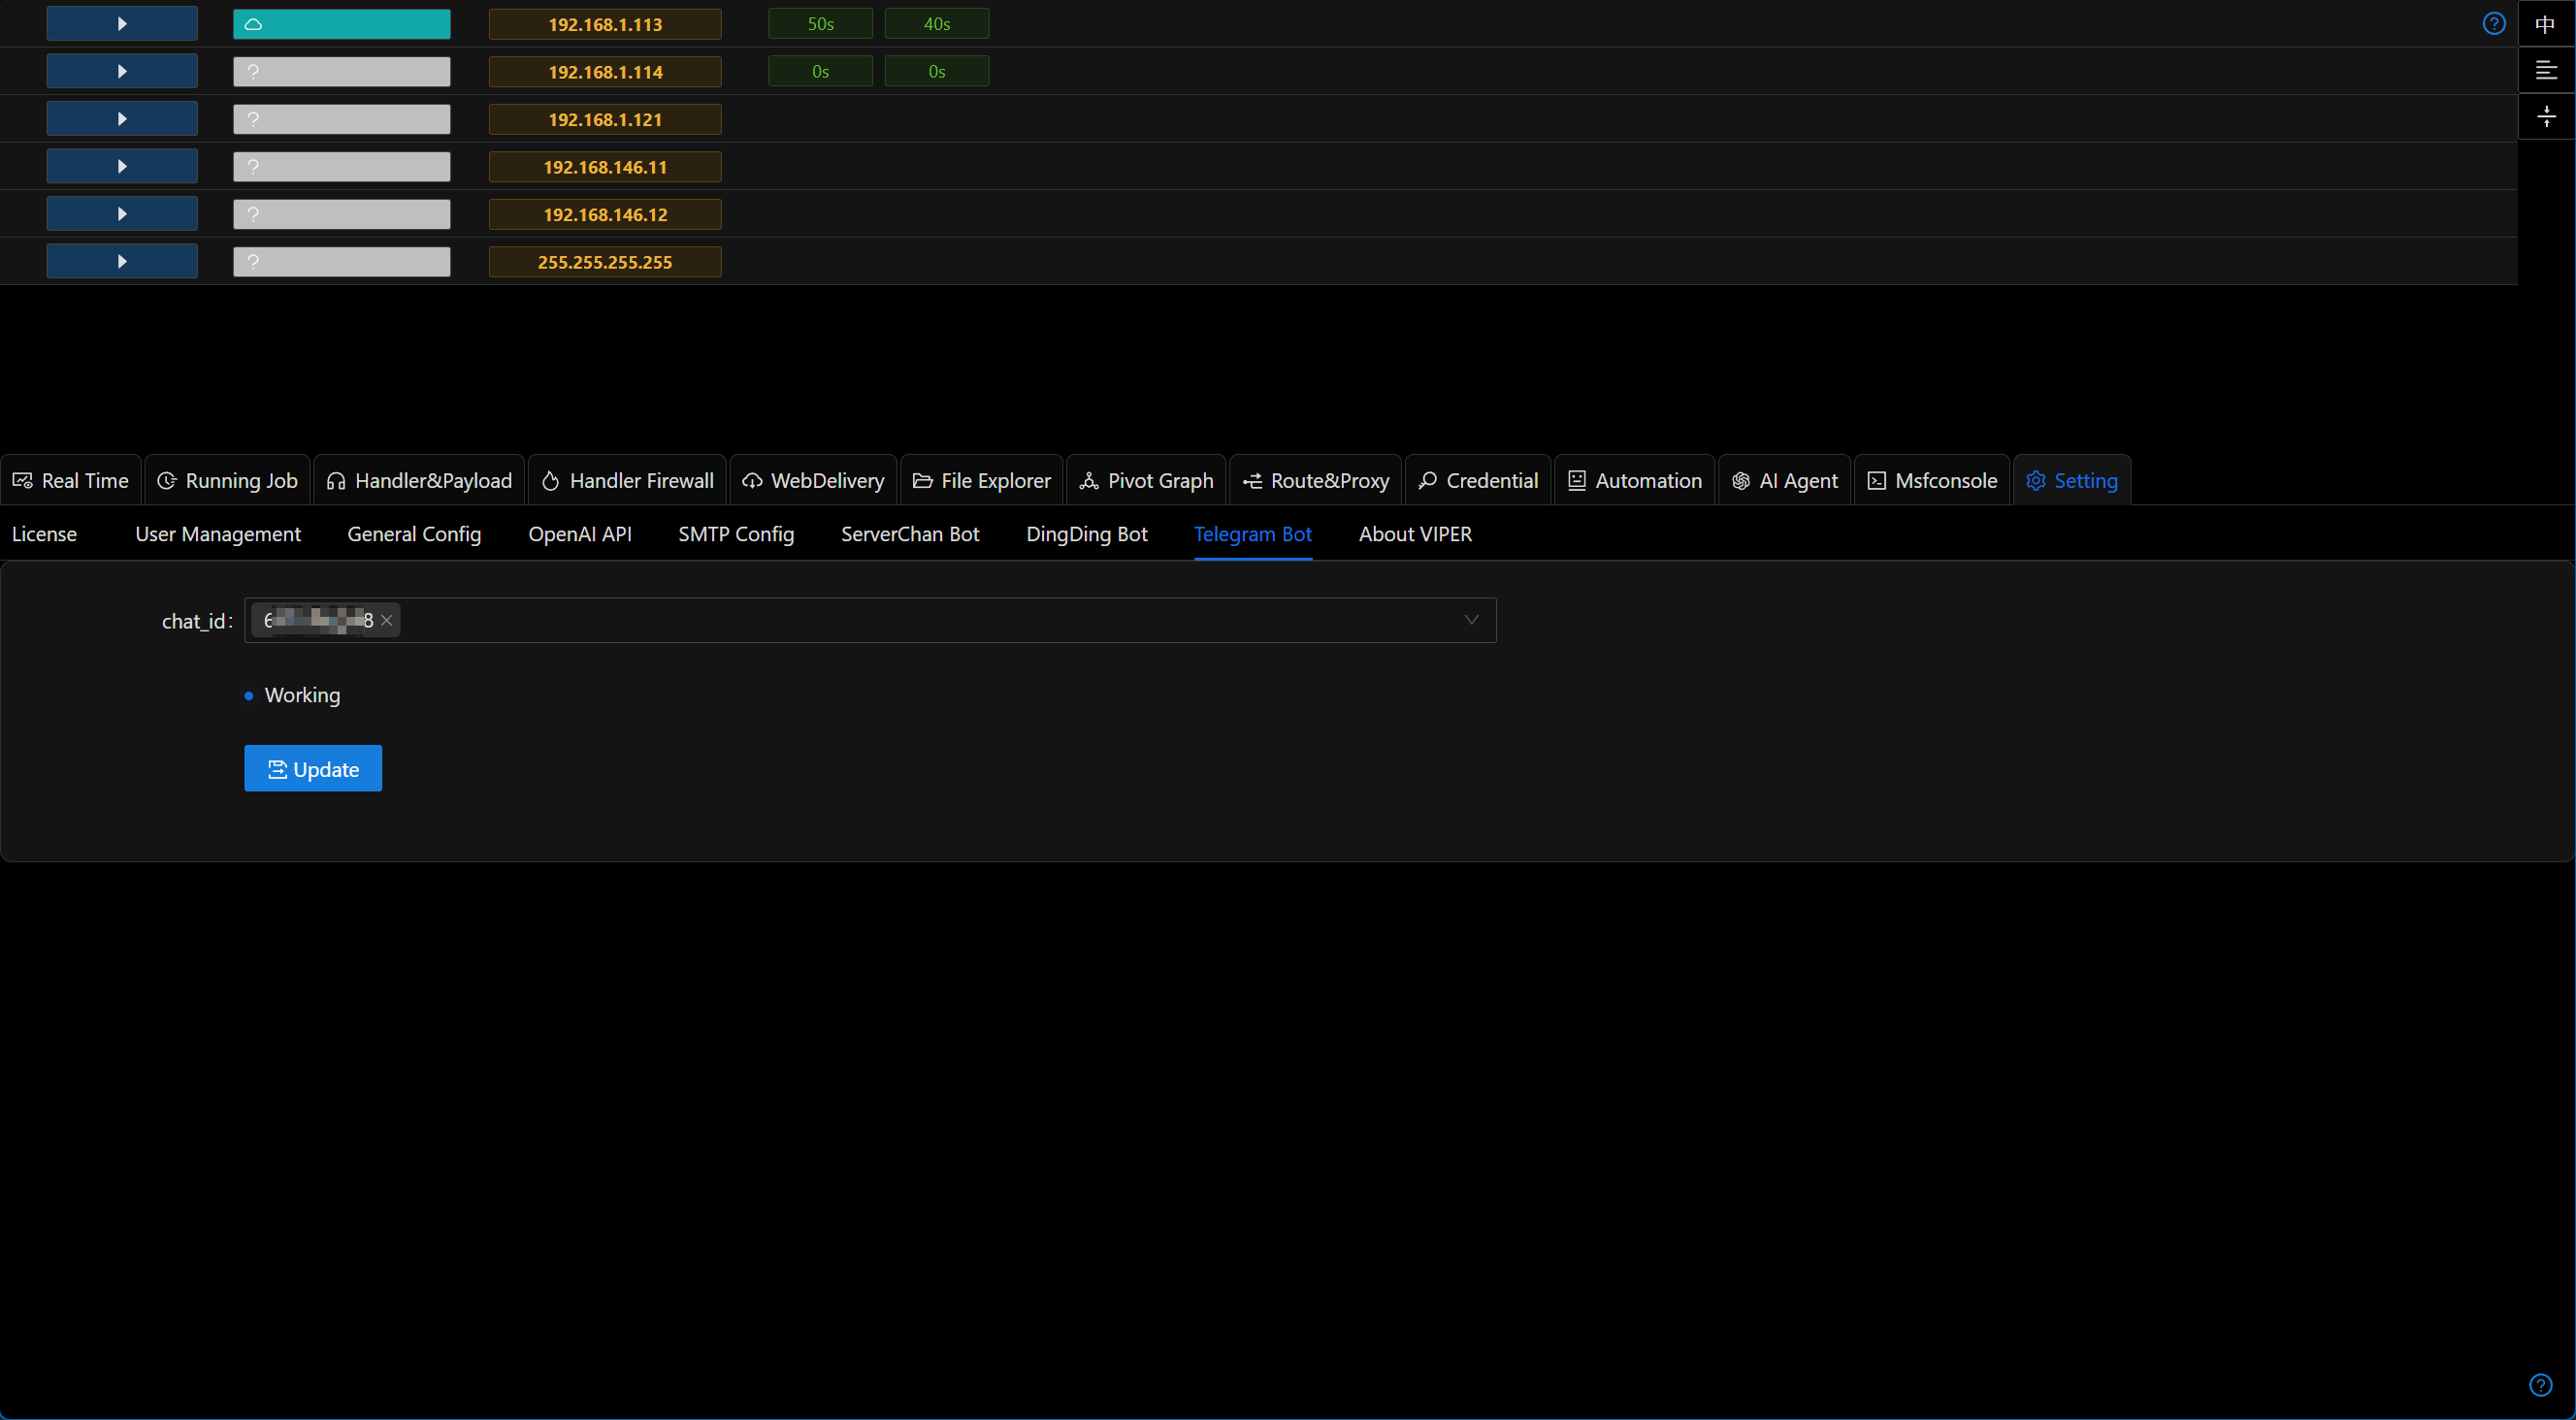 192.168.1.113 50s 40s 中
? 192.168.1.114 0s 0s
? 192.168.1.121
? 192.168.146.11
? 192.168.146.12
? 255.255.255.255
Real Time Running Job Handler&Payload Handler Firewall WebDelivery File Explorer Pivot Graph Route&Proxy Credential Automation AI Agent Msfconsole Setting
License User Management General Config OpenAI API SMTP Config ServerChan Bot DingDing Bot Telegram Bot About VIPER
chat_id:
Working
Update